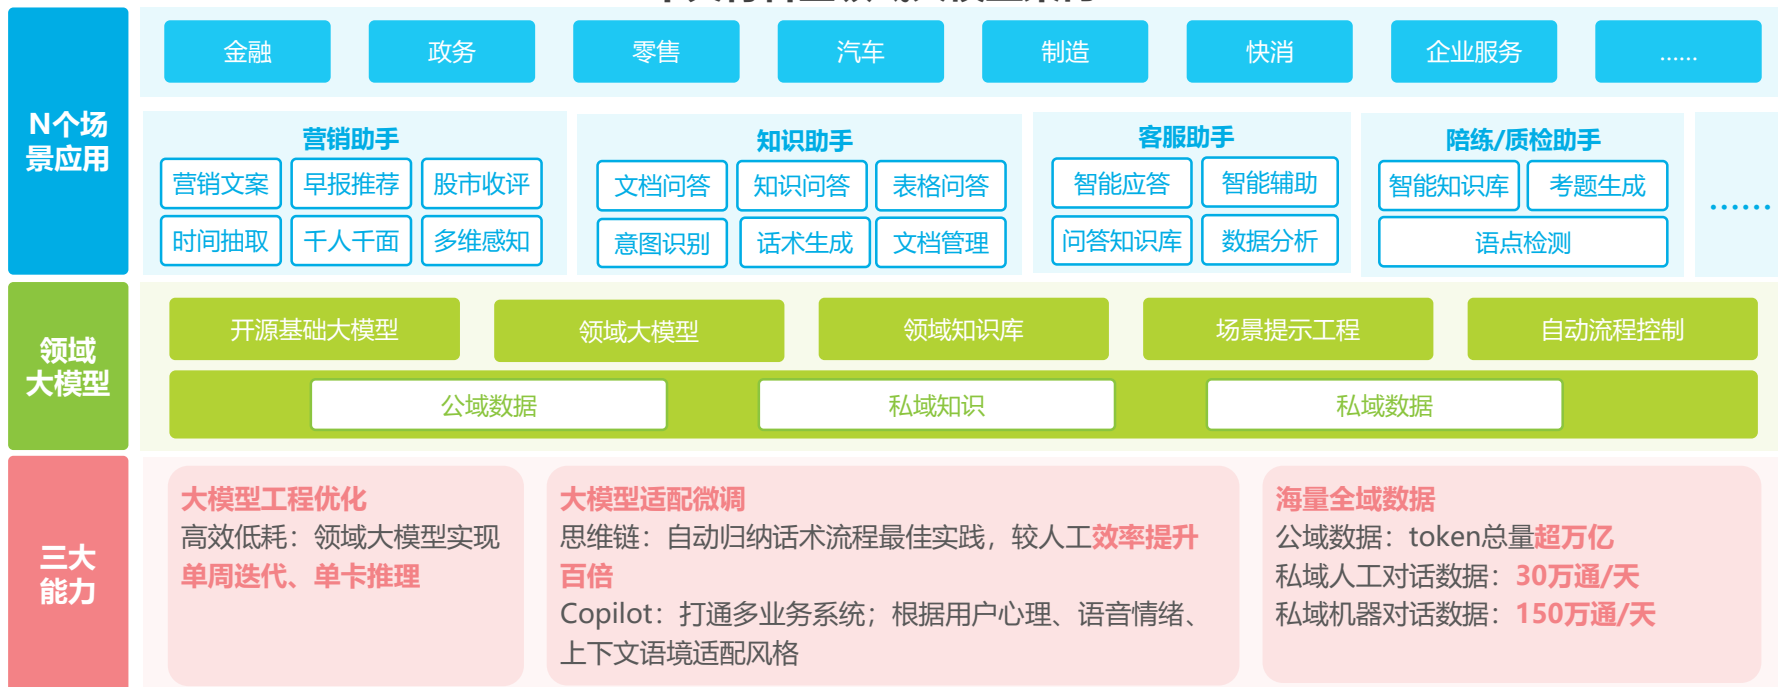 金融
政务
零售
汽车
制造
快消
企业服务
......
N个场
景应用
营销助手
营销文案
早报推荐
股市收评
时间抽取
千人千面
多维感知
知识助手
文档问答
知识问答
表格问答
意图识别
话术生成
文档管理
客服助手
智能应答
智能辅助
问答知识库
数据分析
陪练/质检助手
智能知识库
考题生成
语点检测
......
领域
大模型
开源基础大模型
领域大模型
领域知识库
场景提示工程
自动流程控制
公域数据
私域知识
私域数据
三大
能力
大模型工程优化
高效低耗：领域大模型实现
单周迭代、单卡推理
大模型适配微调
思维链：自动归纳话术流程最佳实践，较人工效率提升
百倍
Copilot：打通多业务系统；根据用户心理、语音情绪、
上下文语境适配风格
海量全域数据
公域数据：token总量超万亿
私域人工对话数据：30万通/天
私域机器对话数据：150万通/天